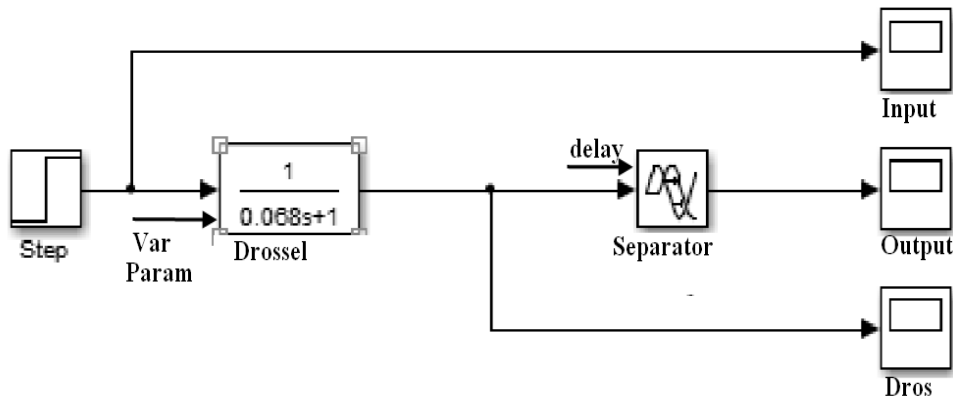 Input
delay
1
0.068s+1
Step
Var
Param
Drossel
Separator
Output
Dros